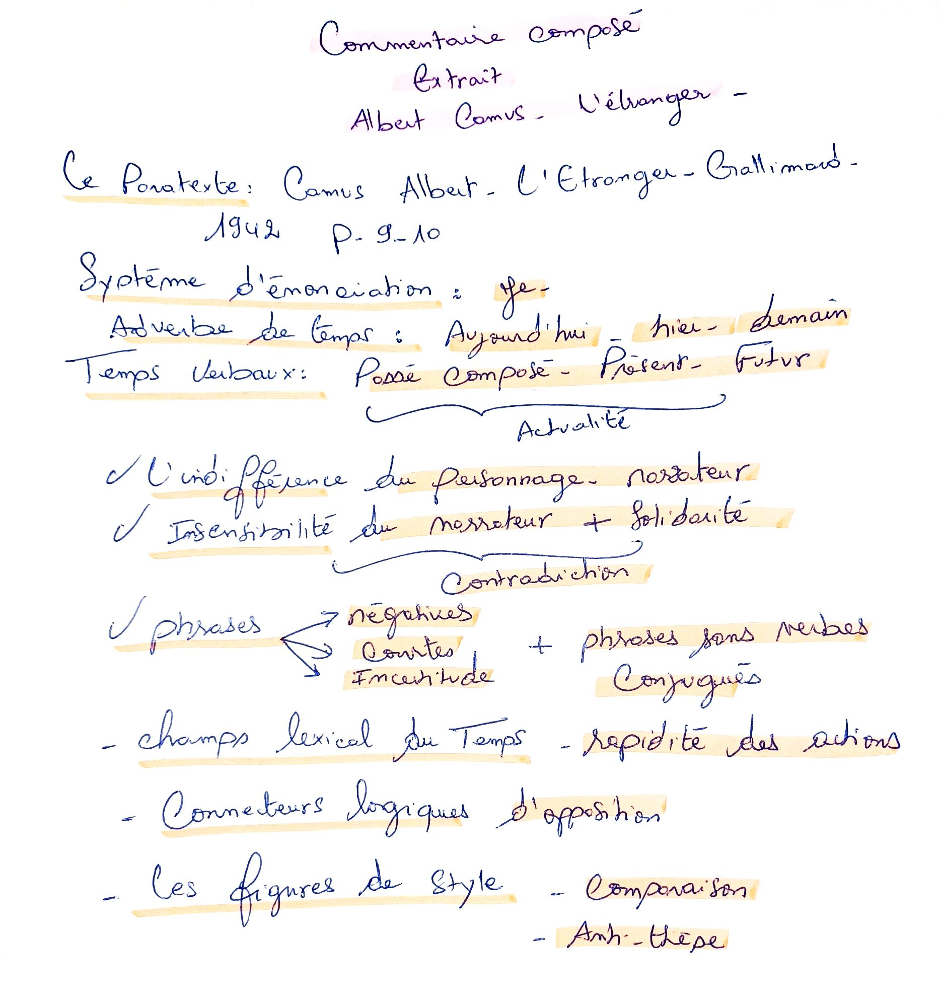 Commentaire composé
Extrait
Albert Camus - L'étranger -
Le Paratexte : Camus Albert - L'Etranger - Gallimard -
1942 p - 9 - 10
Système d'énonciation : Je -
Adverbe de temps : Aujourd'hui - hier - demain
Temps Verbaux : Passé composé - Présent - Futur
Actualité
✓ L'indifférence du personnage - narrateur
✓ Insensibilité du narrateur + Solidarité
Contradiction
✓ phrases → négatives
→ Courtes + phrases sans verbes
→ Incertitude Conjugués
- champs lexical du Temps - rapidité des actions
- Connecteurs logiques d'opposition
- Les figures de style - Comparaison
- Anti-thèse